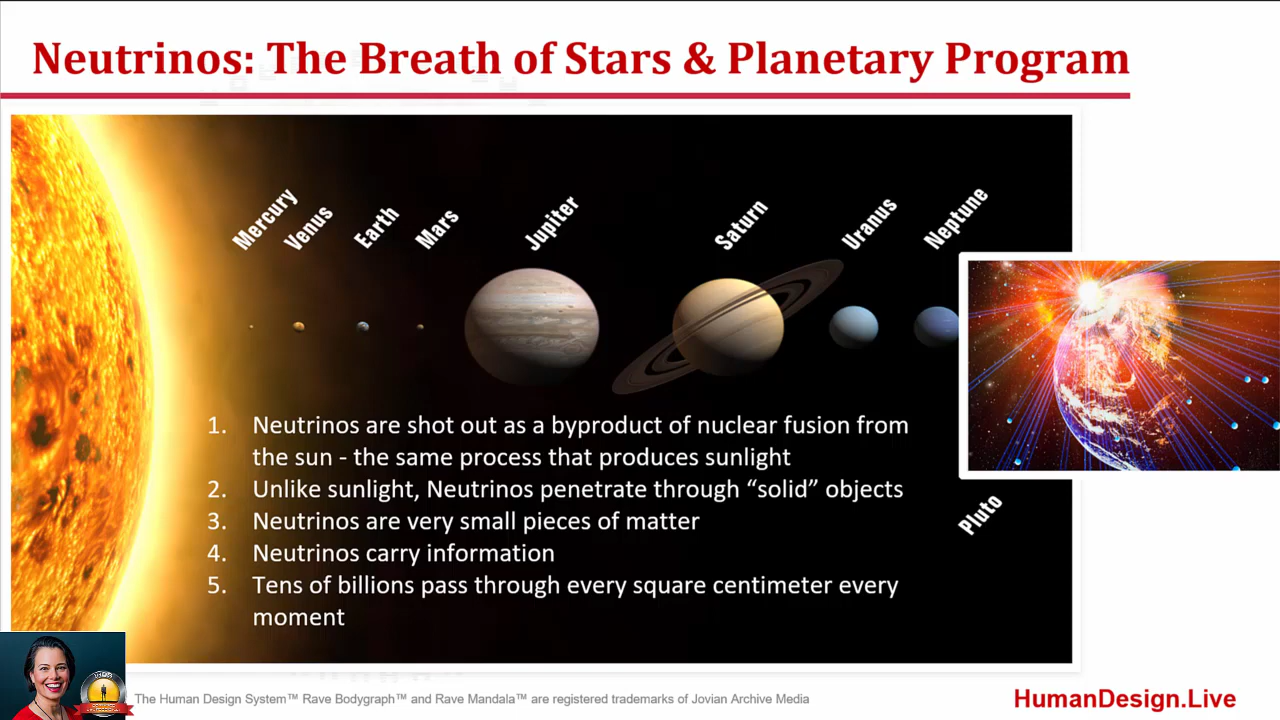 Neutrinos: The Breath of Stars & Planetary Program
Mercury
Venus
Earth
Mars
Jupiter
Saturn
Uranus
Neptune
Pluto
1. Neutrinos are shot out as a byproduct of nuclear fusion from
the sun - the same process that produces sunlight
2. Unlike sunlight, Neutrinos penetrate through “solid” objects
3. Neutrinos are very small pieces of matter
4. Neutrinos carry information
5. Tens of billions pass through every square centimeter every
moment
The Human Design System™ Rave Bodygraph™ and Rave Mandala™ are registered trademarks of Jovian Archive Media
HumanDesign.Live